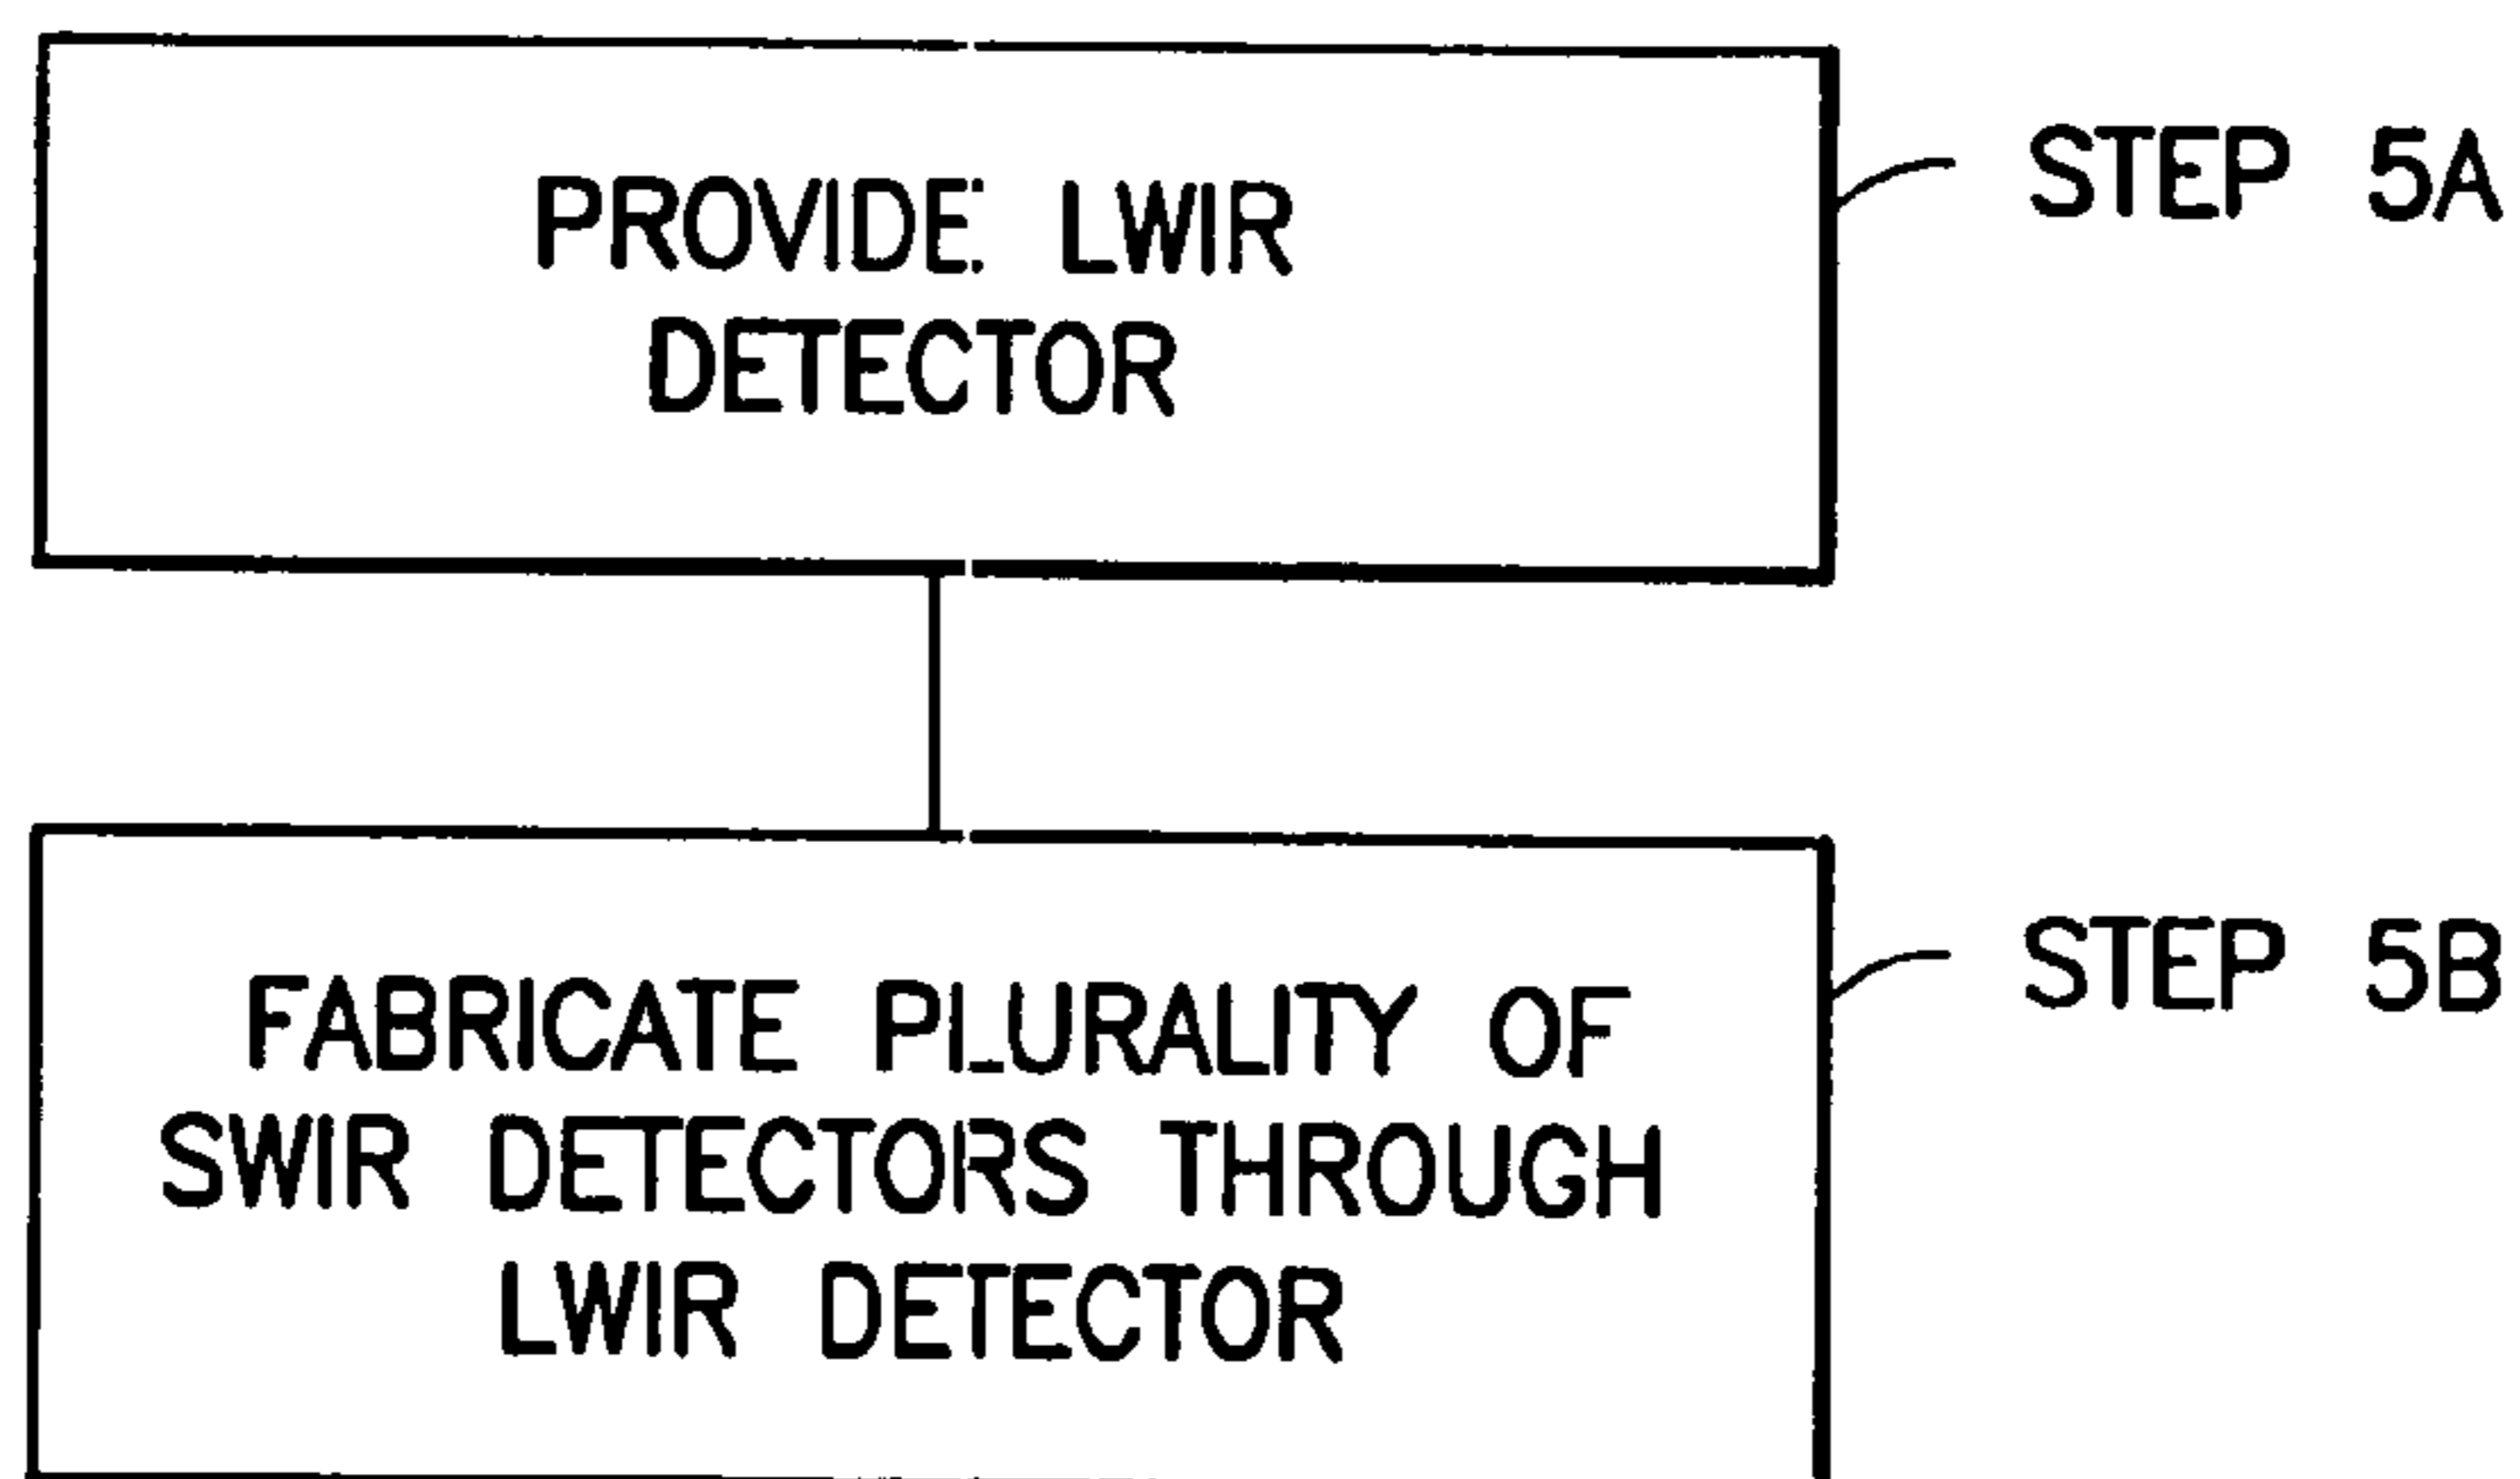 PROVIDE LWIR
DETECTOR
STEP 5A
FABRICATE PLURALITY OF
SWIR DETECTORS THROUGH
LWIR DETECTOR
STEP 5B